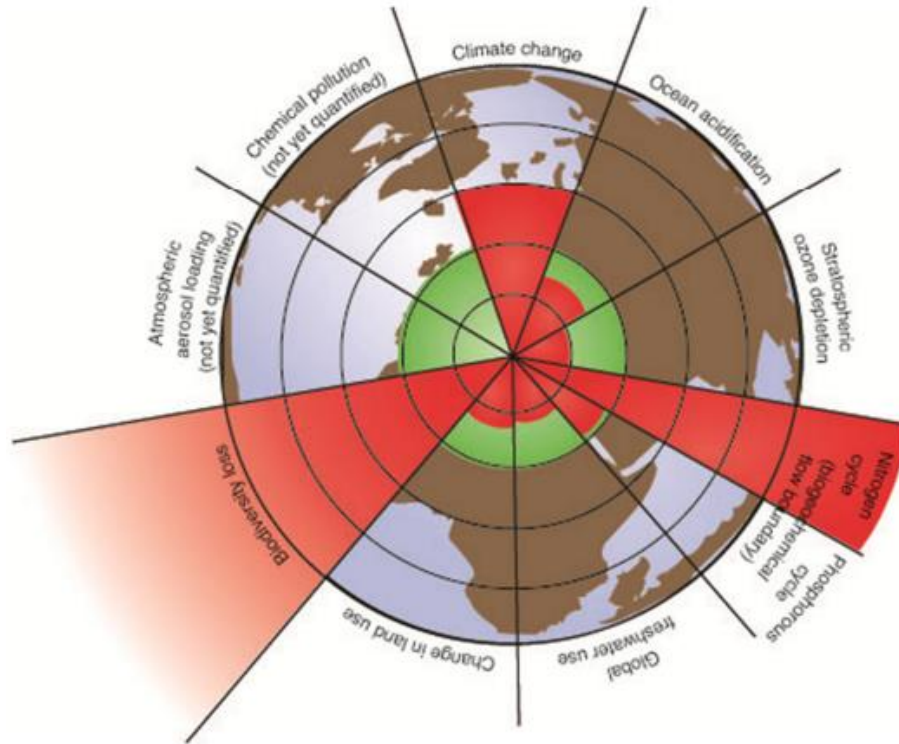 Climate change
Ocean acidification
Stratospheric
ozone depletion
Nitrogen
cycle
(biogeochemical
flow boundary)
Phosphorous
cycle
Global
freshwater use
Change in land use
Biodiversity loss
Atmospheric
aerosol loading
(not yet quantified)
Chemical pollution
(not yet quantified)